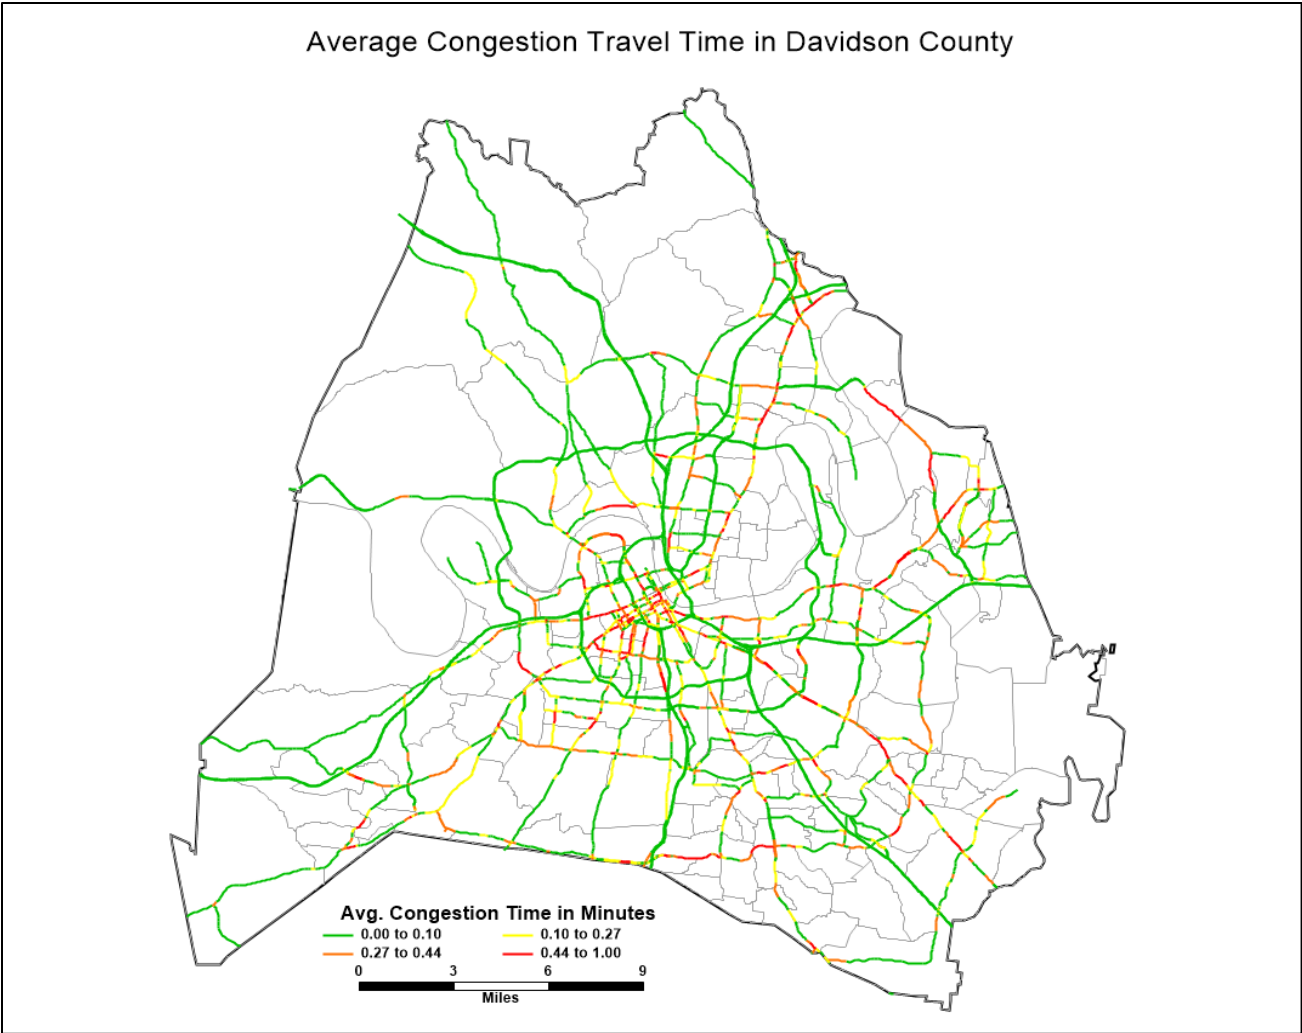 Average Congestion Travel Time in Davidson County
Avg. Congestion Time in Minutes
0.00 to 0.10 0.10 to 0.27
0.27 to 0.44 0.44 to 1.00
0 3 6 9
Miles